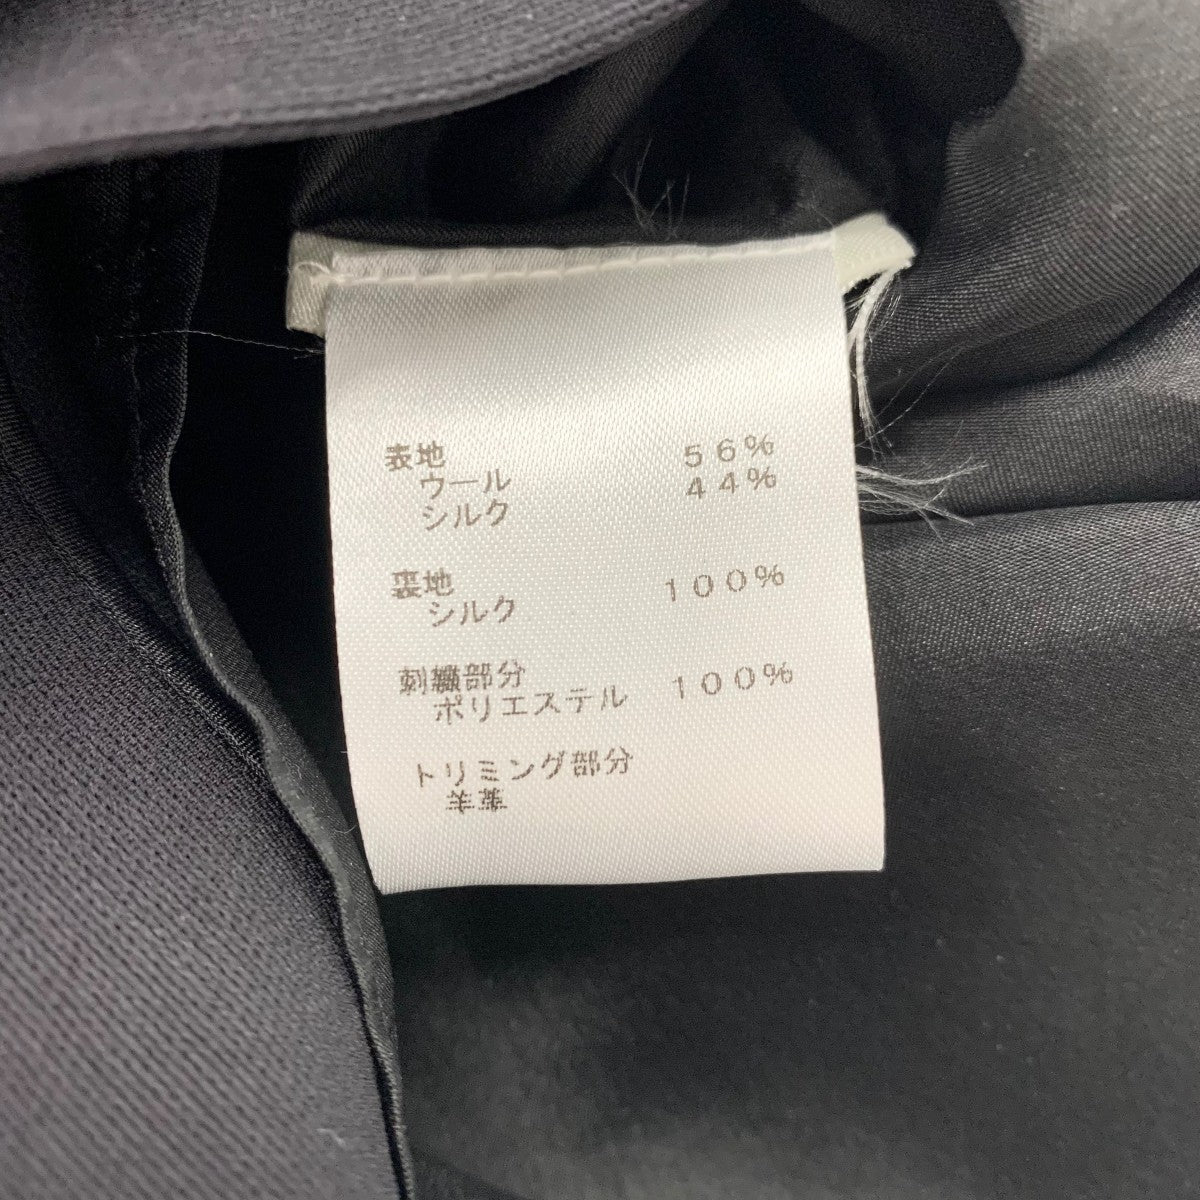 表地
ウール 56%
シルク 44%
裏地
シルク 100%
刺繍部分
ポリエステル 100%
トリミング部分
羊革